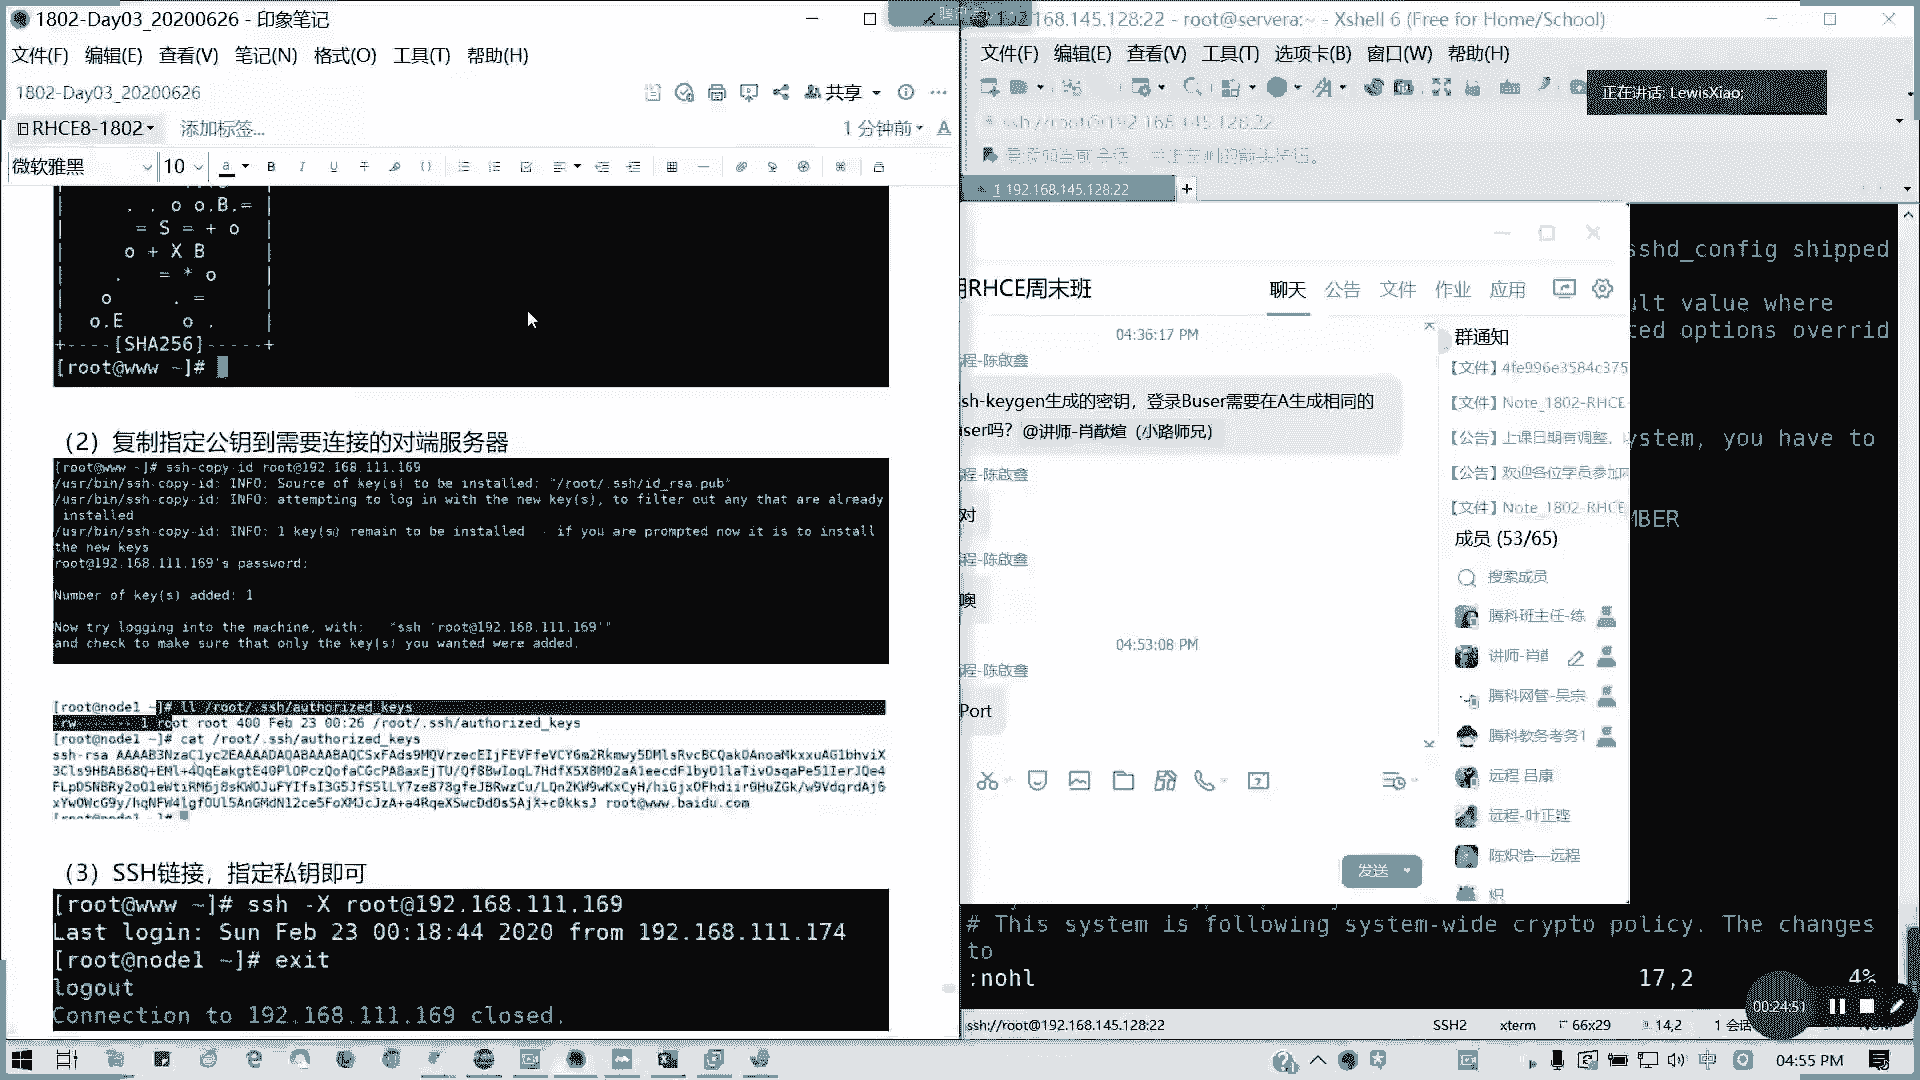 1802-Day03_20200626 - 印象笔记
文件(F) 编辑(E) 查看(V) 笔记(N) 格式(O) 工具(T) 帮助(H)
1802-Day03_20200626
共享
RHCE8-1802
添加标签...
1 分钟前
微软雅黑 10
. . o o.B.= |
| = S = + o |
| o + X B |
| . = * o |
| o . = |
| o.E o . |
+----[SHA256]-----+
[root@www ~]#
（2）复制指定公钥到需要连接的对端服务器
[root@www ~]# ssh-copy-id root@192.168.111.169
/usr/bin/ssh-copy-id: INFO: Source of key(s) to be installed: "/root/.ssh/id_rsa.pub"
/usr/bin/ssh-copy-id: INFO: attempting to log in with the new key(s), to filter out any that are already
installed
/usr/bin/ssh-copy-id: INFO: 1 key(s) remain to be installed - if you are prompted now it is to install
the new keys
root@192.168.111.169's password:
Number of key(s) added: 1
Now try logging into the machine, with: "ssh 'root@192.168.111.169'"
and check to make sure that only the key(s) you wanted were added.
[root@node1 ~]# ll /root/.ssh/authorized_keys
1 root root 400 Feb 23 00:26 /root/.ssh/authorized_keys
[root@node1 ~]# cat /root/.ssh/authorized_keys
ssh-rsa
root@www.baidu.com
[root@node1 ~]#
（3）SSH链接，指定私钥即可
[root@www ~]# ssh -X root@192.168.111.169
Last login: Sun Feb 23 00:18:44 2020 from 192.168.111.174
[root@node1 ~]# exit
logout
Connection to 192.168.111.169 closed.
192.168.145.128:22 - root@servera:~ - Xshell 6 (Free for Home/School)
文件(F) 编辑(E) 查看(V) 工具(T) 选项卡(B) 窗口(W) 帮助(H)
正在讲话: LewisXiao;
ssh://root@192.168.145.128:22
1 192.168.145.128:22
sshd_config shipped
lt value where
ted options overrid
ystem, you have to
MBER
RHCE周末班
聊天 公告 文件 作业 应用
04:36:17 PM
程-陈啟鑫
sh-keygen生成的密钥，登录Buser需要在A生成相同的
ser吗？@讲师-肖猷煊（小路师兄）
程-陈啟鑫
对
程-陈啟鑫
噢
04:53:08 PM
程-陈啟鑫
Port
发送
群通知
【文件】4fe996e3584c375
【文件】Note_1802-RHCE
【公告】上课日期有调整，
【公告】欢迎各位学员参加
【文件】Note_1802-RHCE
成员 (53/65)
搜索成员
腾科班主任-练
讲师-肖猷
腾科网管-吴宗
腾科教务考务1
远程 吕康
远程-叶正铿
陈炽浩—远程
炽
# This system is following system-wide crypto policy. The changes
to
:nohl 17,2 4%
00:24:51
ssh://root@192.168.145.128:22 SSH2 xterm 66x29 14,2 1 会话
中 04:55 PM